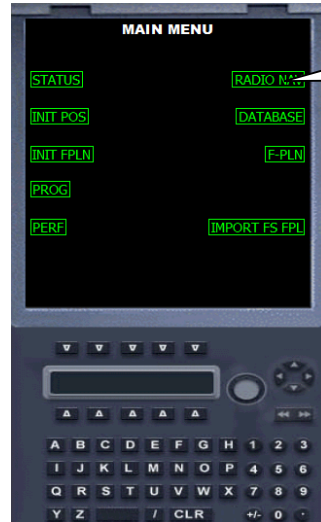 MAIN MENU
STATUS RADIO NAV
INIT POS DATABASE
INIT FPLN F-PLN
PROG
PERF IMPORT FS FPL
A B C D E F G H 1 2 3
I J K L M N O P 4 5 6
Q R S T U V W X 7 8 9
Y Z / CLR +/- 0 .